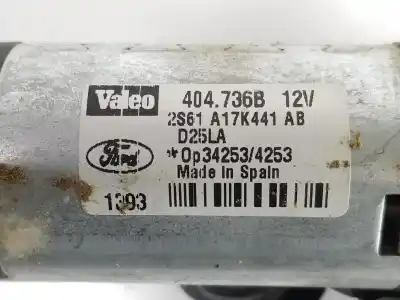 Valeo 404.736B 12V
2S61 A17K441 AB
D25LA
Ford *Op34253/4253
Made in Spain
1393